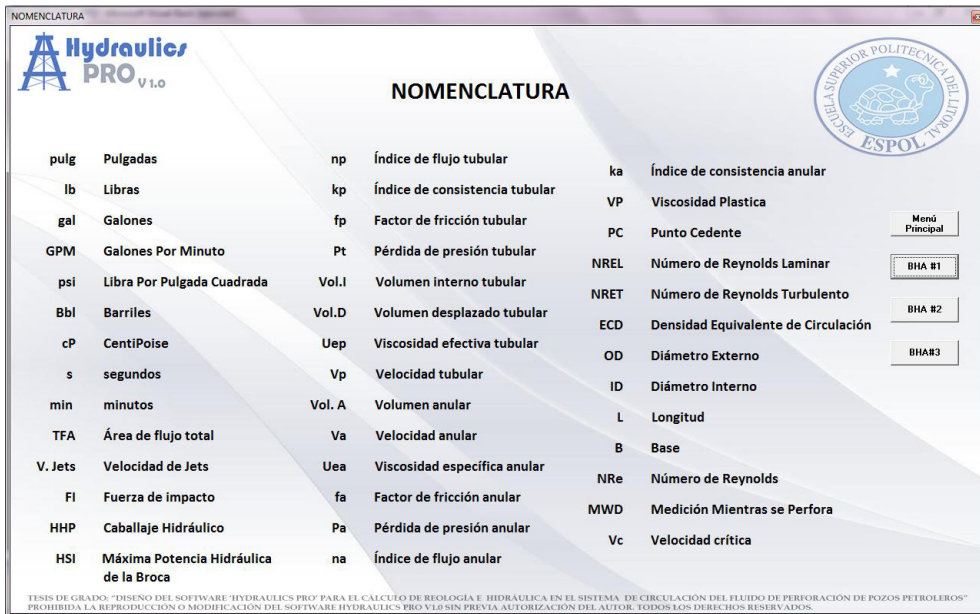 NOMENCLATURA
Hydraulics
PRO V 1.0
NOMENCLATURA
ESCUELA SUPERIOR POLITECNICA DEL LITORAL
ESPOL
pulg Pulgadas
lb Libras
gal Galones
GPM Galones Por Minuto
psi Libra Por Pulgada Cuadrada
Bbl Barriles
cP CentiPoise
s segundos
min minutos
TFA Área de flujo total
V. Jets Velocidad de Jets
FI Fuerza de impacto
HHP Caballaje Hidráulico
HSI Máxima Potencia Hidráulica
de la Broca
np Índice de flujo tubular
kp Índice de consistencia tubular
fp Factor de fricción tubular
Pt Pérdida de presión tubular
Vol.I Volumen interno tubular
Vol.D Volumen desplazado tubular
Uep Viscosidad efectiva tubular
Vp Velocidad tubular
Vol. A Volumen anular
Va Velocidad anular
Uea Viscosidad específica anular
fa Factor de fricción anular
Pa Pérdida de presión anular
na Índice de flujo anular
ka Índice de consistencia anular
VP Viscosidad Plastica
PC Punto Cedente
NREL Número de Reynolds Laminar
NRET Número de Reynolds Turbulento
ECD Densidad Equivalente de Circulación
OD Diámetro Externo
ID Diámetro Interno
L Longitud
B Base
NRe Número de Reynolds
MWD Medición Mientras se Perfora
Vc Velocidad crítica
Menú
Principal
BHA #1
BHA #2
BHA#3
TESIS DE GRADO: "DISEÑO DEL SOFTWARE 'HYDRAULICS PRO' PARA EL CÁLCULO DE REOLOGÍA E HIDRÁULICA EN EL SISTEMA DE CIRCULACIÓN DEL FLUIDO DE PERFORACIÓN DE POZOS PETROLEROS"
PROHIBIDA LA REPRODUCCIÓN O MODIFICACIÓN DEL SOFTWARE HYDRAULICS PRO V1.0 SIN PREVIA AUTORIZACIÓN DEL AUTOR. TODOS LOS DERECHOS RESERVADOS.